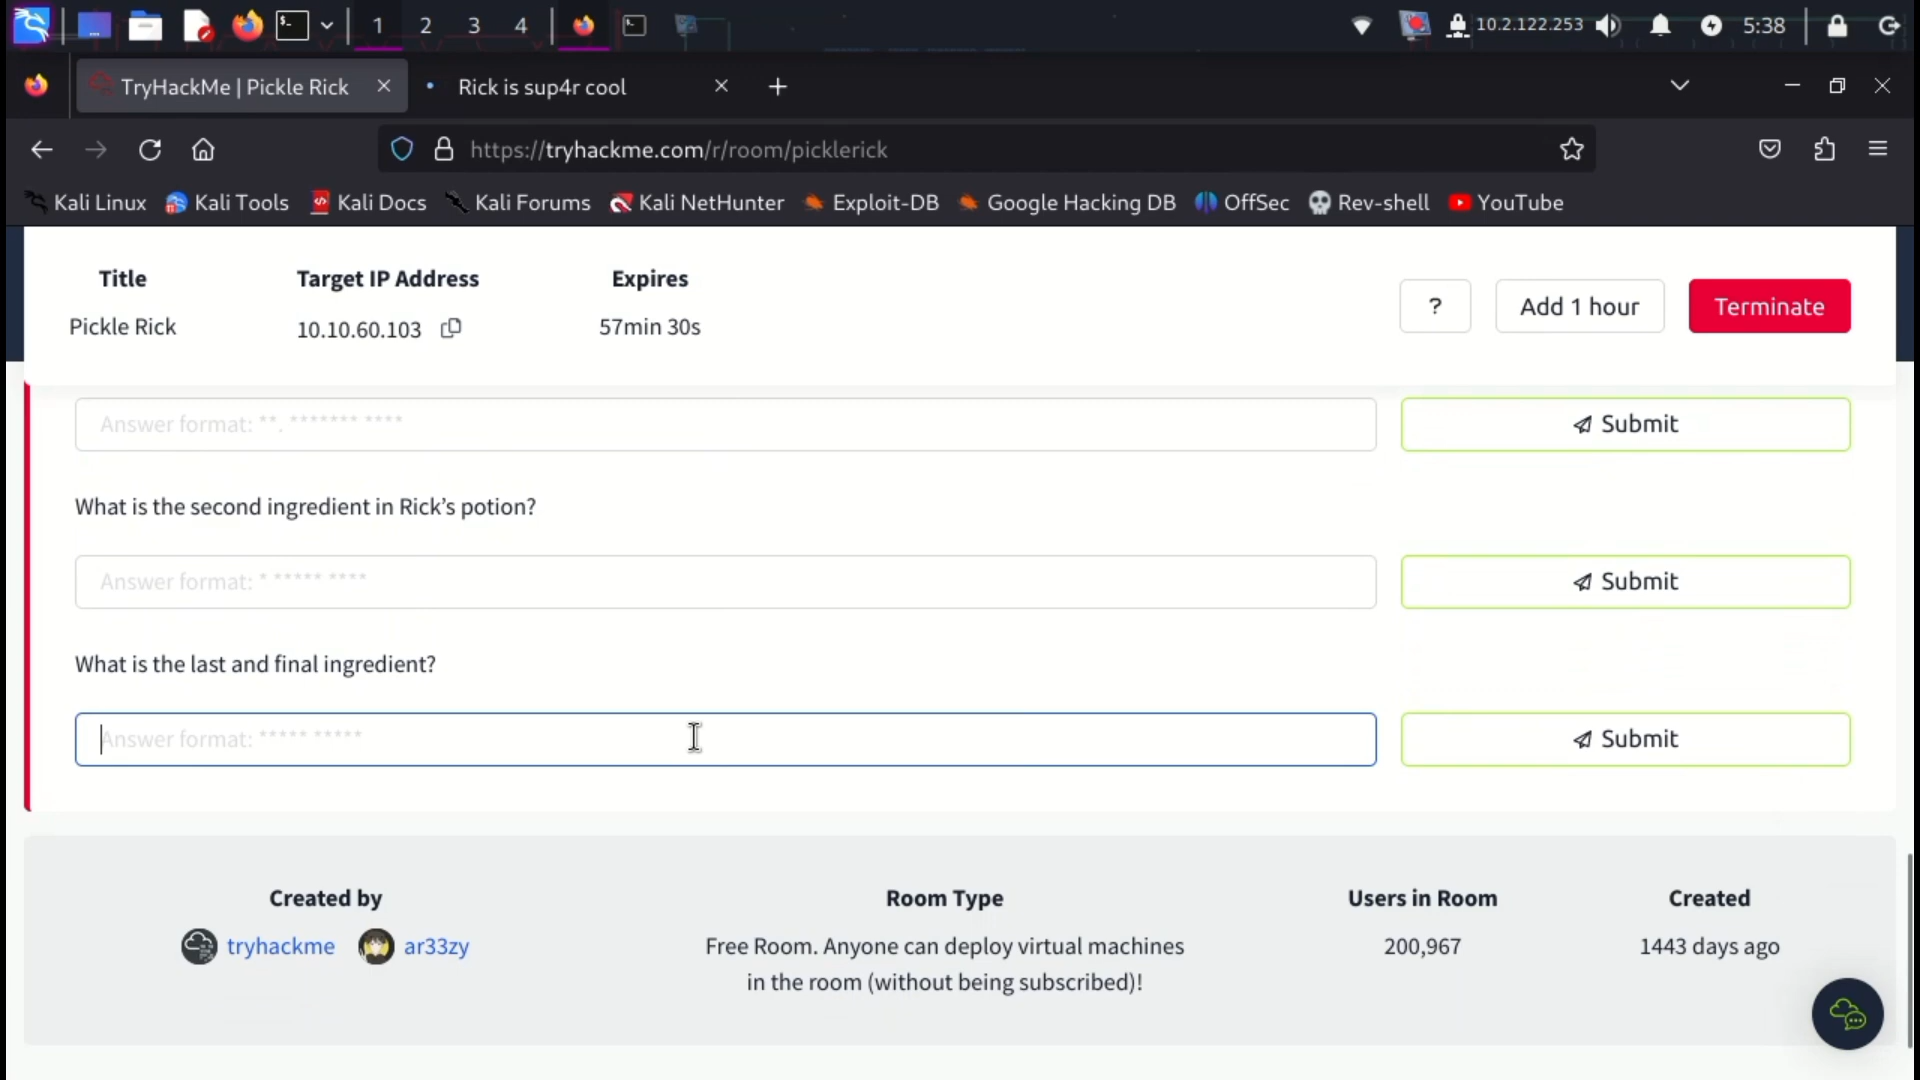 1 2 3 4 10.2.122.253 5:38
TryHackMe | Pickle Rick Rick is sup4r cool
https://tryhackme.com/r/room/picklerick
Kali Linux Kali Tools Kali Docs Kali Forums Kali NetHunter Exploit-DB Google Hacking DB OffSec Rev-shell YouTube
Title Target IP Address Expires
Pickle Rick 10.10.60.103 57min 30s
? Add 1 hour Terminate
Answer format: **. ******* **** Submit
What is the second ingredient in Rick’s potion?
Answer format: * ***** **** Submit
What is the last and final ingredient?
Answer format: ***** ***** Submit
Created by Room Type Users in Room Created
tryhackme ar33zy Free Room. Anyone can deploy virtual machines 200,967 1443 days ago
in the room (without being subscribed)!